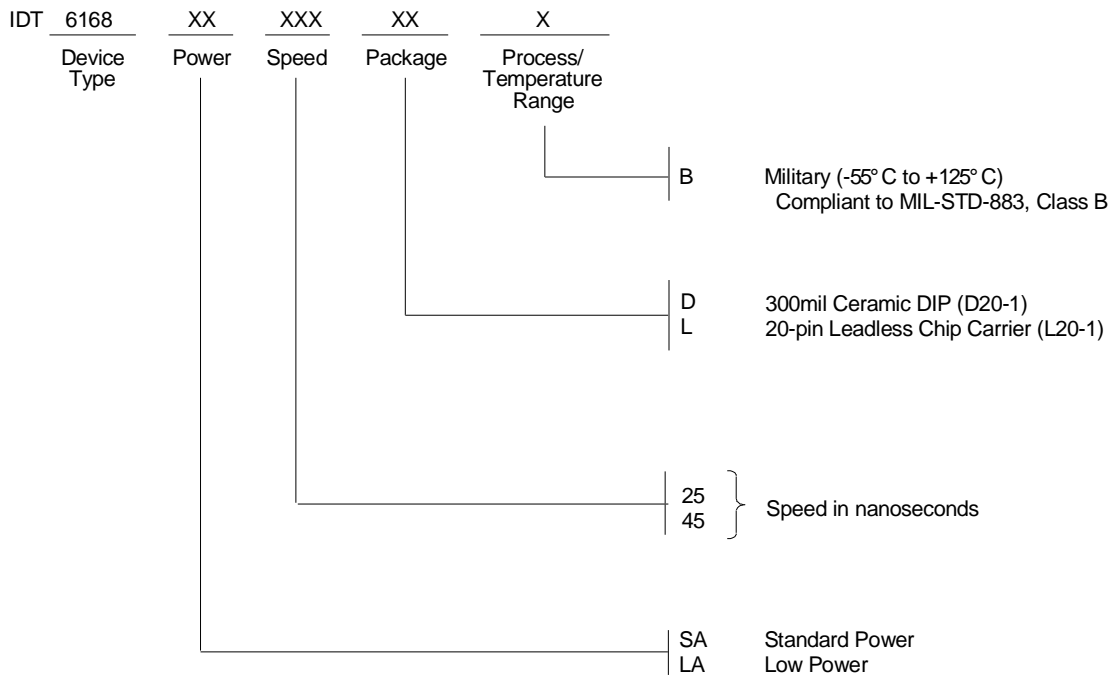 IDT 6168 XX XXX XX X
Device Type Power Speed Package Process/ Temperature Range
B Military (-55°C to +125°C)
Compliant to MIL-STD-883, Class B
D 300mil Ceramic DIP (D20-1)
L 20-pin Leadless Chip Carrier (L20-1)
25
45
Speed in nanoseconds
SA Standard Power
LA Low Power